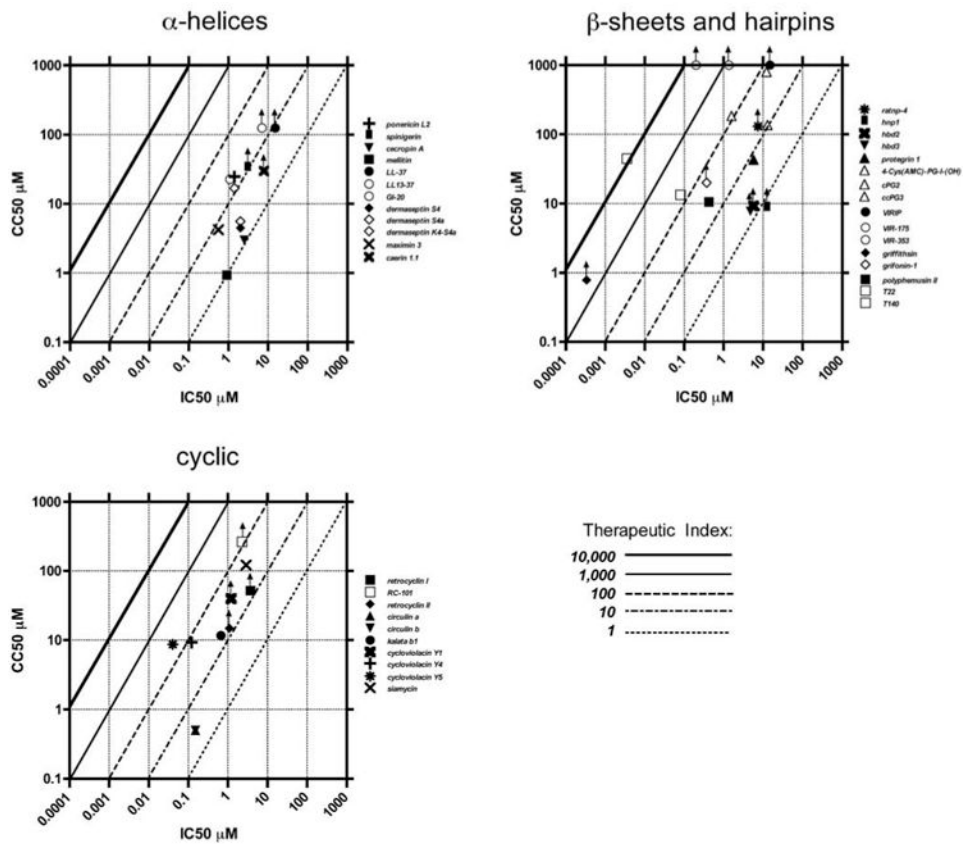 α-helices
1000
100
10
1
0.1
CC50 μM
0.0001
0.001
0.01
0.1
1
10
100
1000
IC50 μM
ponericin L2
spinigerin
cecropin A
mellitin
LL-37
LL13-37
GI-20
dermaseptin S4
dermaseptin S4a
dermaseptin K4-S4a
maximin 3
caerin 1.1
β-sheets and hairpins
1000
100
10
1
0.1
CC50 μM
0.0001
0.001
0.01
0.1
1
10
100
1000
IC50 μM
ratnp-4
hnp1
hbd2
hbd3
protegrin 1
4-Cys(AMC)-PG-I-(OH)
cPG2
ccPG3
VIRIP
VIR-175
VIR-353
griffithsin
grifonin-1
polyphemusin II
T22
T140
cyclic
1000
100
10
1
0.1
CC50 μM
0.0001
0.001
0.01
0.1
1
10
100
1000
IC50 μM
retrocyclin I
RC-101
retrocyclin II
circulin a
circulin b
kalata b1
cycloviolacin Y1
cycloviolacin Y4
cycloviolacin Y5
siamycin
Therapeutic Index:
10,000
1,000
100
10
1